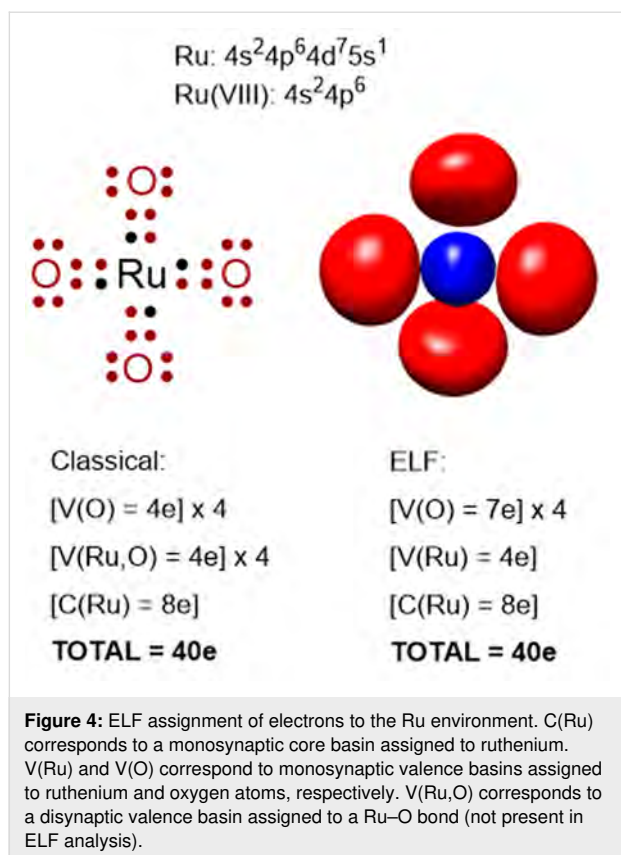 Ru: 4s²4p⁶4d⁷5s¹
Ru(VIII): 4s²4p⁶
O
O Ru O
O
Classical:
[V(O) = 4e] x 4
[V(Ru,O) = 4e] x 4
[C(Ru) = 8e]
TOTAL = 40e
ELF:
[V(O) = 7e] x 4
[V(Ru) = 4e]
[C(Ru) = 8e]
TOTAL = 40e
Figure 4: ELF assignment of electrons to the Ru environment. C(Ru)
corresponds to a monosynaptic core basin assigned to ruthenium.
V(Ru) and V(O) correspond to monosynaptic valence basins assigned
to ruthenium and oxygen atoms, respectively. V(Ru,O) corresponds to
a disynaptic valence basin assigned to a Ru–O bond (not present in
ELF analysis).